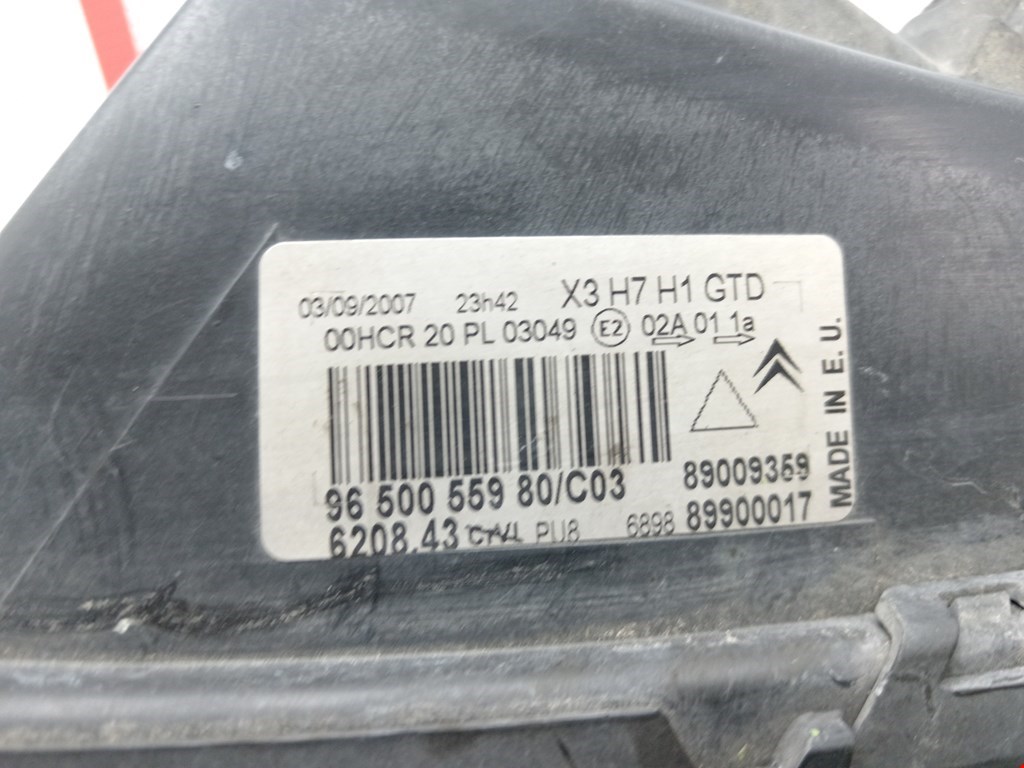 03/09/2007 23h42 X3 H7 H1 GTD
00HCR 20 PL 03049 E2 02A 01 1a
96 500 559 80/C03 89009359
6208.43 PU8 6898 89900017
MADE IN E. U.